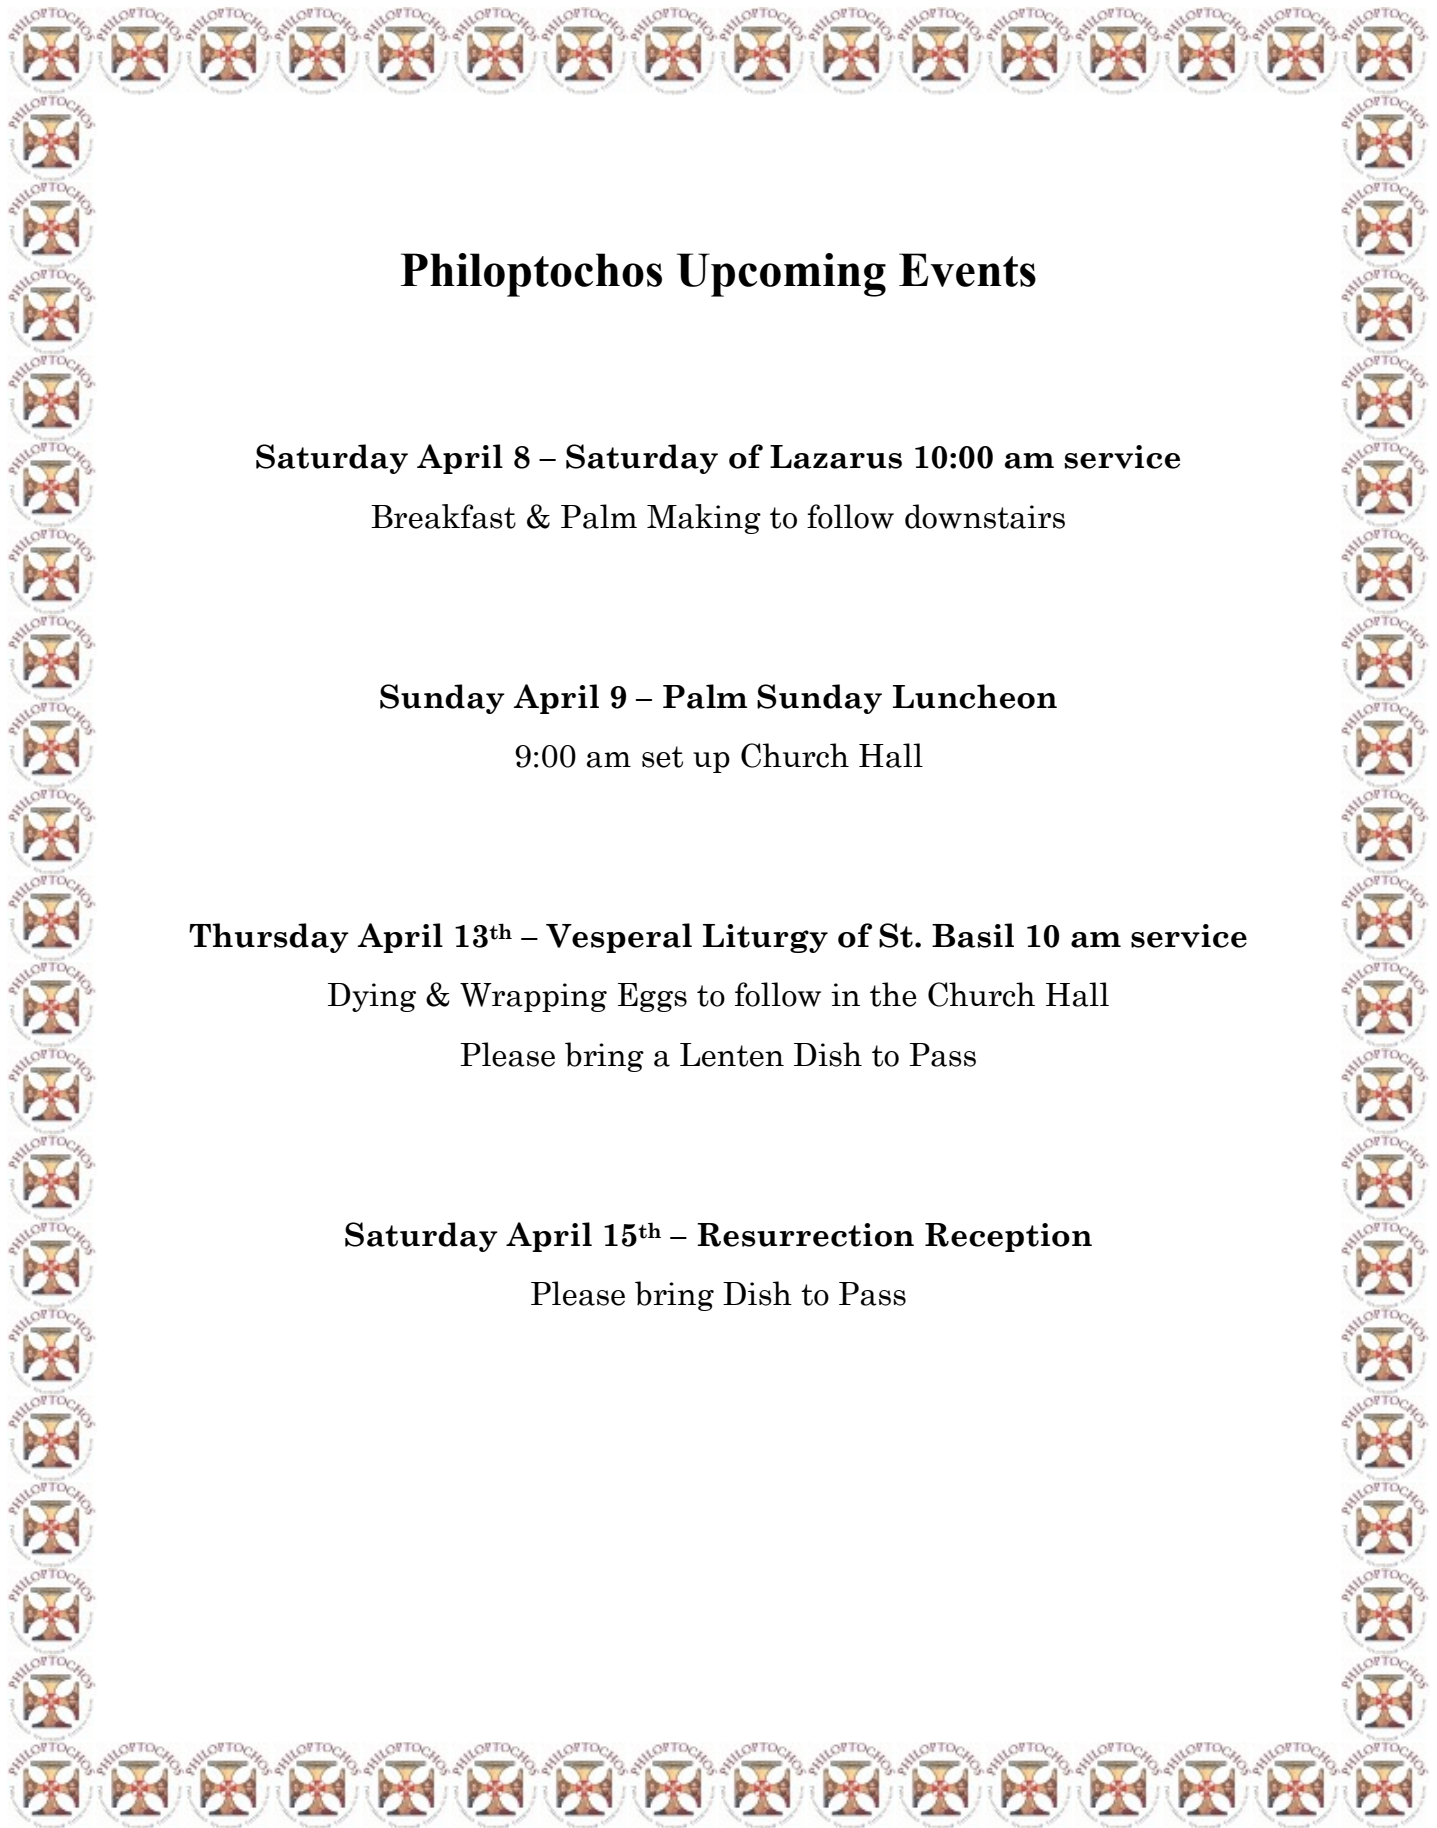 Philoptochos Upcoming Events
Saturday April 8 – Saturday of Lazarus 10:00 am service
Breakfast & Palm Making to follow downstairs
Sunday April 9 – Palm Sunday Luncheon
9:00 am set up Church Hall
Thursday April 13th – Vesperal Liturgy of St. Basil 10 am service
Dying & Wrapping Eggs to follow in the Church Hall
Please bring a Lenten Dish to Pass
Saturday April 15th – Resurrection Reception
Please bring Dish to Pass
PHILOPTOCHOS